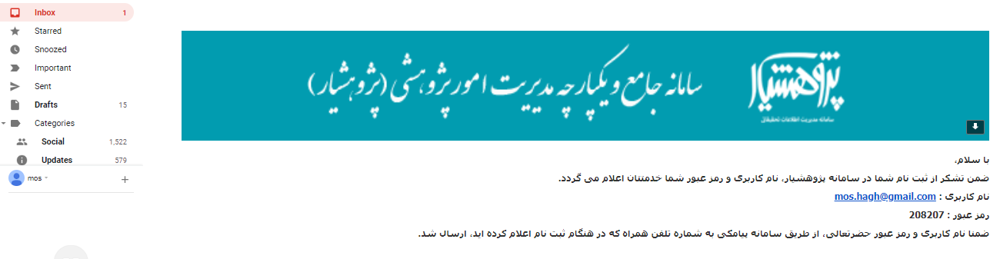 Inbox 1
Starred
Snoozed
Important
Sent
Drafts 15
Categories
Social 1,522
Updates 579
mos
پژوهشیار
سامانه مدیریت اطلاعات تحقیقاتی
سامانه جامع و یکپارچه مدیریت امور پژوهشی (پژوهشیار)
با سلام،
ضمن تشکر از ثبت نام شما در سامانه پژوهشیار، نام کاربری و رمز عبور شما خدمتتان اعلام می گردد.
نام کاربری : mos.hagh@gmail.com
رمز عبور : 208207
ضمنا نام کاربری و رمز عبور حضرتعالی، از طریق سامانه پیامکی به شماره تلفن همراه که در هنگام ثبت نام اعلام کرده اید، ارسال شد.